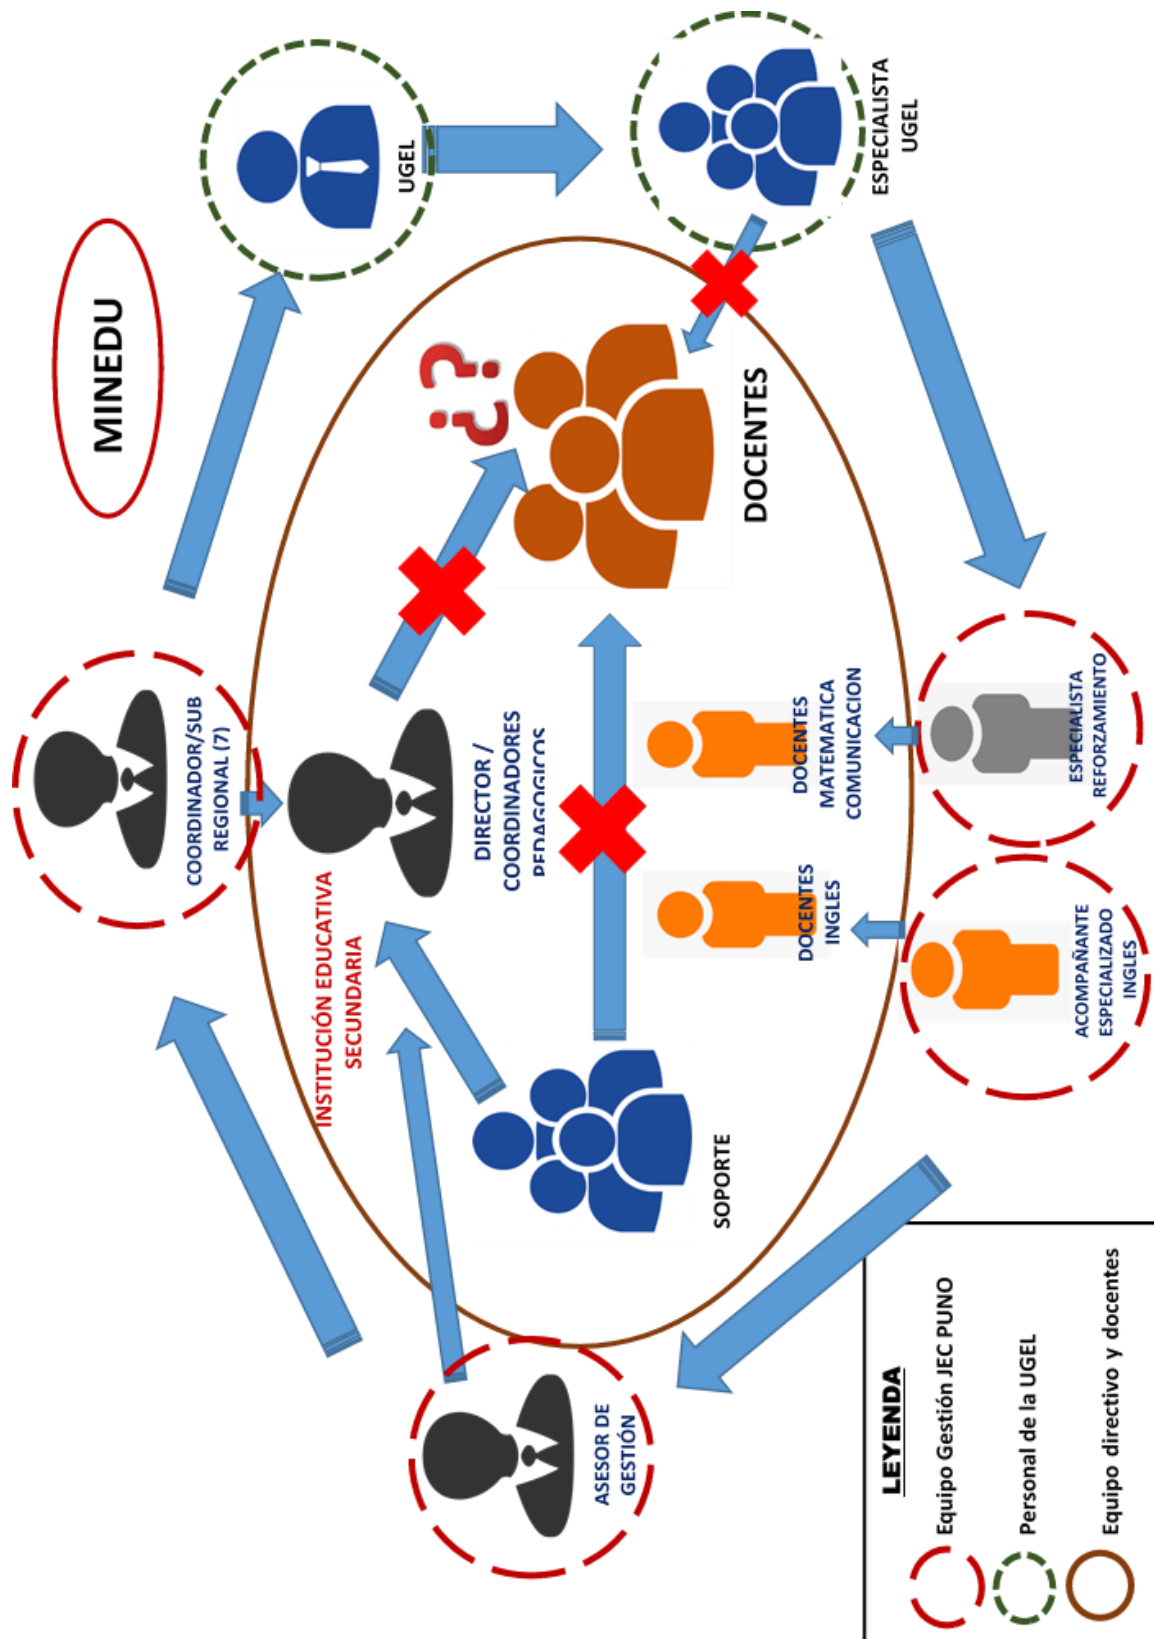 MINEDU
COORDINADOR/SUB
REGIONAL (7)
UGEL
INSTITUCIÓN EDUCATIVA
SECUNDARIA
DIRECTOR /
COORDINADORES
PEDAGOGICOS
¿?
DOCENTES
ESPECIALISTA
UGEL
ASESOR DE
GESTIÓN
SOPORTE
DOCENTES
INGLES
DOCENTES
MATEMATICA
COMUNICACION
ACOMPAÑANTE
ESPECIALIZADO
INGLES
ESPECIALISTA
REFORZAMIENTO
LEYENDA
Equipo Gestión JEC PUNO
Personal de la UGEL
Equipo directivo y docentes